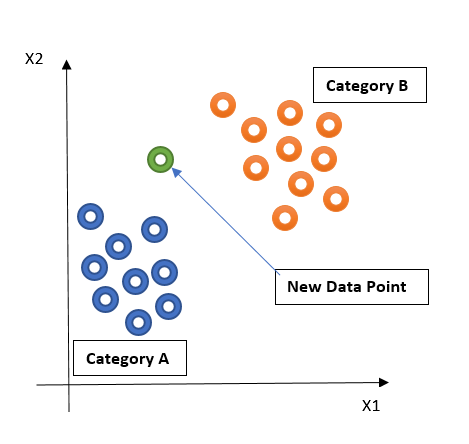 X2
Category B
New Data Point
Category A
X1